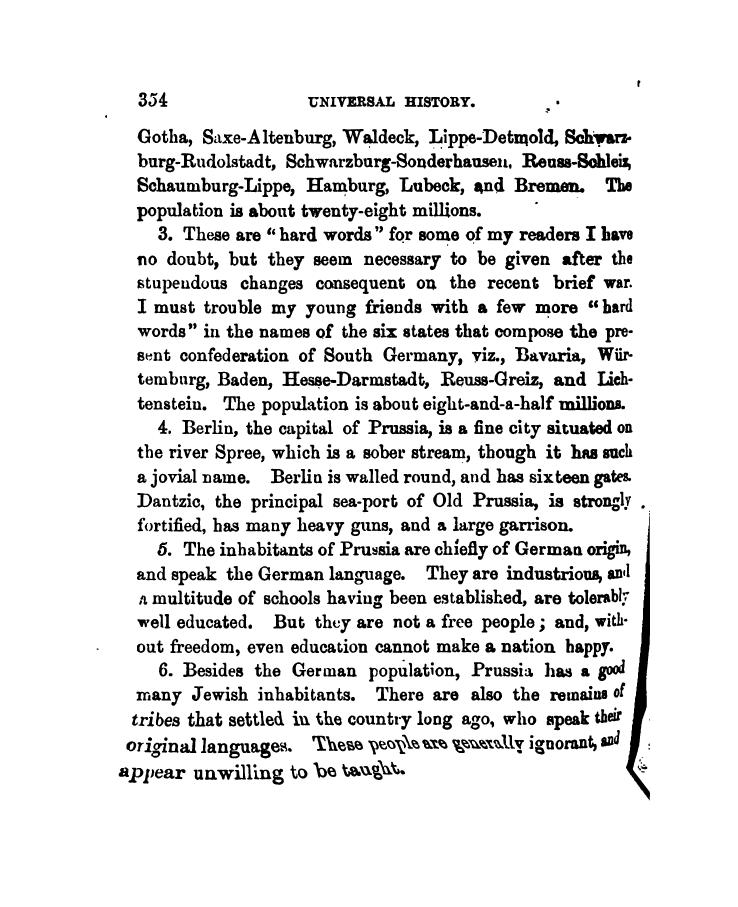 354 UNIVERSAL HISTORY.
Gotha, Saxe-Altenburg, Waldeck, Lippe-Detmold, Schwarz-
burg-Rudolstadt, Schwarzburg-Sonderhausen, Reuss-Schleiz,
Schaumburg-Lippe, Hamburg, Lubeck, and Bremen. The
population is about twenty-eight millions.
3. These are “hard words” for some of my readers I have
no doubt, but they seem necessary to be given after the
stupendous changes consequent on the recent brief war.
I must trouble my young friends with a few more “hard
words” in the names of the six states that compose the pre-
sent confederation of South Germany, viz., Bavaria, Wür-
temburg, Baden, Hesse-Darmstadt, Reuss-Greiz, and Lich-
tenstein. The population is about eight-and-a-half millions.
4. Berlin, the capital of Prussia, is a fine city situated on
the river Spree, which is a sober stream, though it has such
a jovial name. Berlin is walled round, and has sixteen gates.
Dantzic, the principal sea-port of Old Prussia, is strongly
fortified, has many heavy guns, and a large garrison.
5. The inhabitants of Prussia are chiefly of German origin,
and speak the German language. They are industrious, and
a multitude of schools having been established, are tolerably
well educated. But they are not a free people; and, with-
out freedom, even education cannot make a nation happy.
6. Besides the German population, Prussia has a good
many Jewish inhabitants. There are also the remains of
tribes that settled in the country long ago, who speak their
original languages. These people are generally ignorant, and
appear unwilling to be taught.